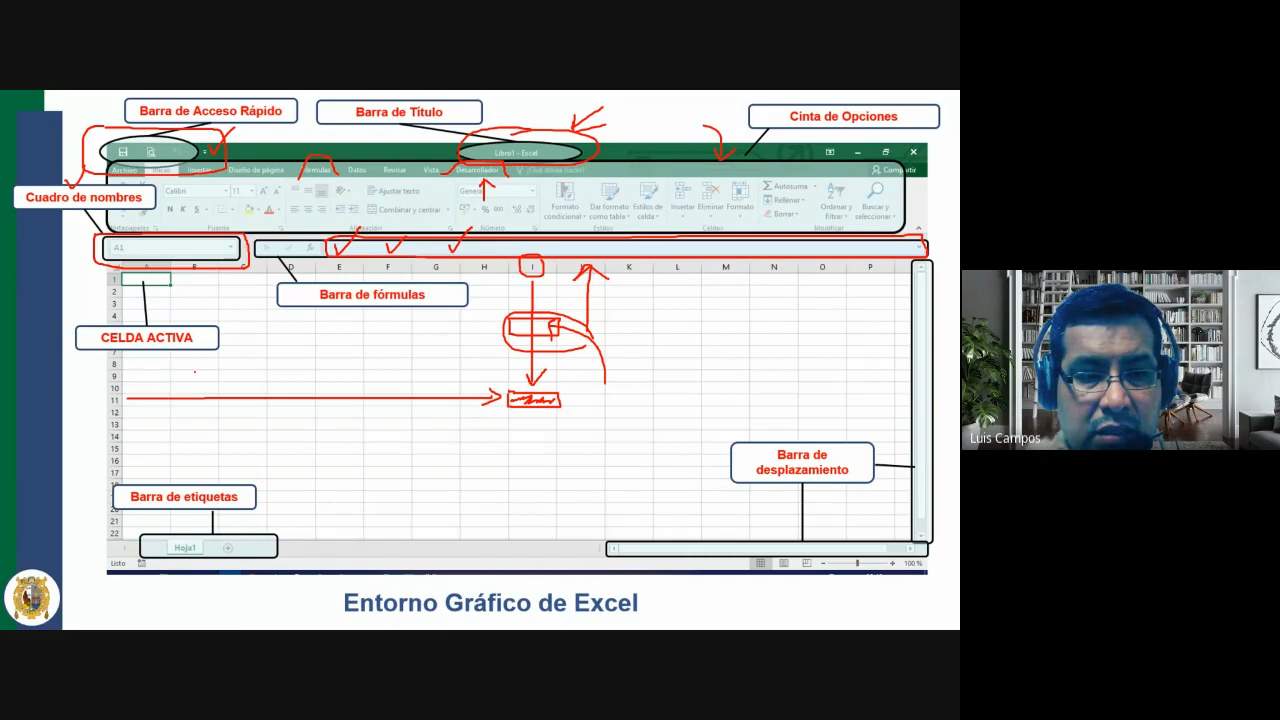 Barra de Acceso Rápido
Barra de Titulo
Cinta de Opciones
Libro1 - Excel
Archivo Inicio Insertar Diseño de página Fórmulas Datos Revisar Vista Desarrollador ¿Qué desea hacer? Compartir
Cuadro de nombres
Calibri 11 Ajustar texto General
Autosuma
Rellenar
Borrar
Combinar y centrar
Formato condicional
Dar formato como tabla
Estilos de celda
Insertar Eliminar Formato
Ordenar y filtrar
Buscar y seleccionar
N K S
% 000
Portapapeles Fuente Alineación Número Estilos Celdas Modificar
A1 fx
A B C D E F G H I J K L M N O P
1
2
3
4
Barra de fórmulas
CELDA ACTIVA
7
8
9
10
11
12
13
14
15
16
17
Barra de
desplazamiento
Barra de etiquetas
21
22
Hoja1
Listo 100 %
Entorno Gráfico de Excel
Luis Campos